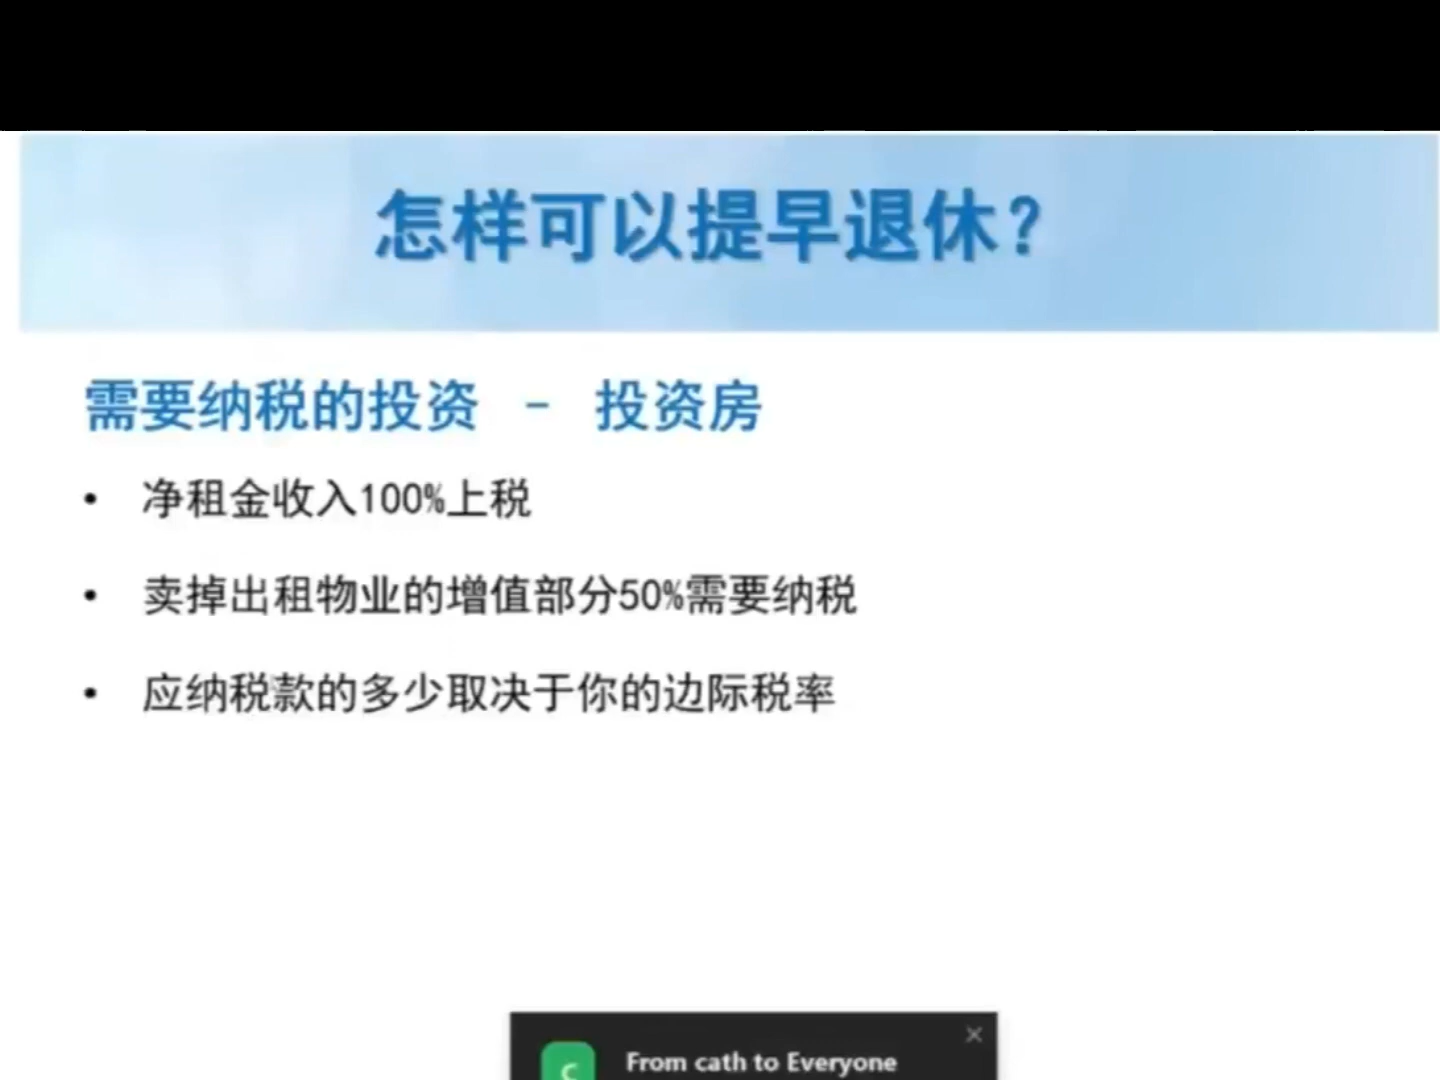 怎样可以提早退休？
需要纳税的投资 - 投资房
• 净租金收入100%上税
• 卖掉出租物业的增值部分50%需要纳税
• 应纳税款的多少取决于你的边际税率
C
From cath to Everyone